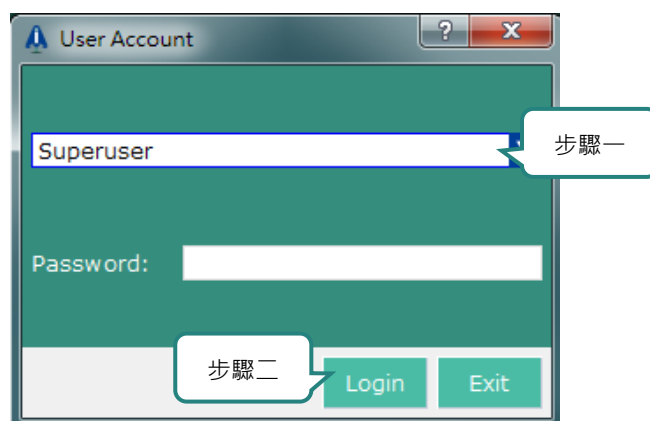 User Account
?
x
Superuser
步驟一
Password:
步驟二
Login
Exit